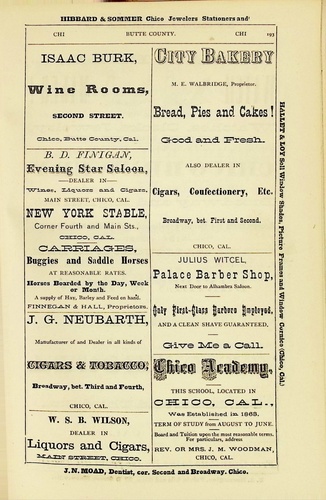 HIBBARD & SOMMER Chico Jewelers Stationers and
CHI BUTTE COUNTY. CHI 193
ISAAC BURK,
Wine Rooms,
SECOND STREET.
Chico, Butte County, Cal.
B. D. FINIGAN,
Evening Star Saloon,
—DEALER IN—
Wines, Liquors and Cigars,
MAIN STREET, CHICO, CAL.
NEW YORK STABLE,
Corner Fourth and Main Sts.,
CHICO, CAL.
CARRIAGES,
Buggies and Saddle Horses
AT REASONABLE RATES.
Horses Boarded by the Day, Week
or Month.
A supply of Hay, Barley and Feed on hand.
FINNEGAN & HALL, Proprietors.
J. G. NEUBARTH,
Manufacturer of and Dealer in all kinds of
CIGARS & TOBACCO,
Broadway, bet. Third and Fourth,
CHICO, CAL.
W. S. B. WILSON,
DEALER IN
Liquors and Cigars,
MAIN STREET, CHICO.
CITY BAKERY
M. E. WALBRIDGE, Proprietor.
Bread, Pies and Cakes!
Good and Fresh.
ALSO DEALER IN
Cigars, Confectionery, Etc.
Broadway, bet. First and Second.
CHICO, CAL.
JULIUS WITCEL,
Palace Barber Shop,
Next Door to Alhambra Saloon.
Only First-Class Barbers Employed,
AND A CLEAN SHAVE GUARANTEED.
Give Me a Call.
Chico Academy,
THIS SCHOOL, LOCATED IN
CHICO, CAL.,
Was Established in 1863.
TERM OF STUDY from AUGUST to JUNE.
Board and Tuition upon the most reasonable terms.
For particulars, address
REV. OR MRS. J. M. WOODMAN,
CHICO, CAL.
HALLET & LOY Sell Window Shades, Picture Frames and Window Cornice (Chico, Cal.)
J. N. MOAD, Dentist, cor. Second and Broadway, Chico.